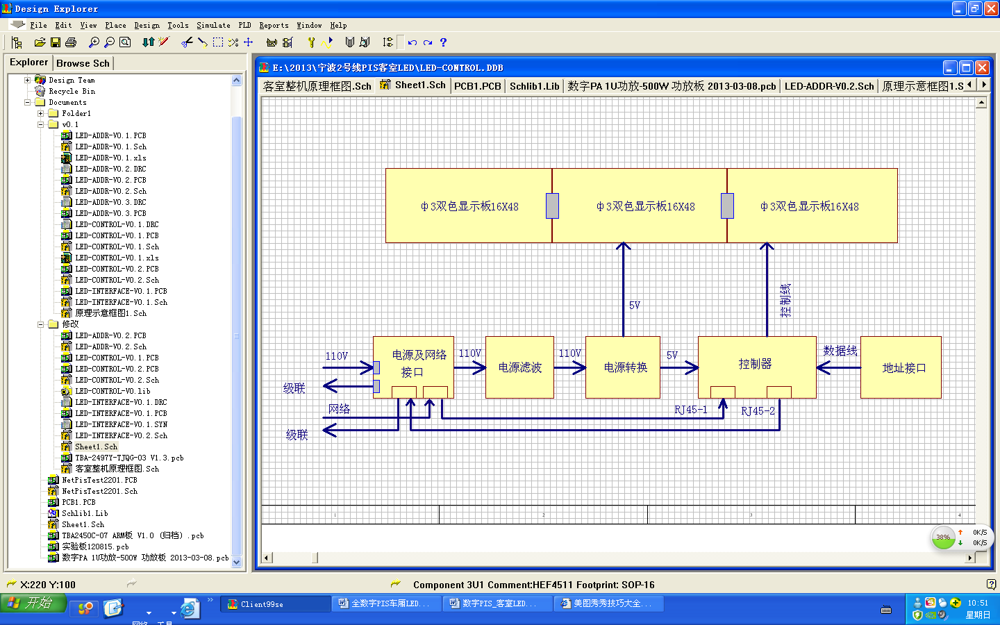 Design Explorer
File Edit View Place Design Tools Simulate PLD Reports Window Help
Explorer Browse Sch
Design Team
Recycle Bin
Documents
Folder1
v0.1
LED-ADDR-V0.1.PCB
LED-ADDR-V0.1.Sch
LED-ADDR-V0.1.xls
LED-ADDR-V0.2.DRC
LED-ADDR-V0.2.PCB
LED-ADDR-V0.2.Sch
LED-ADDR-V0.3.DRC
LED-ADDR-V0.3.PCB
LED-CONTROL-V0.1.DRC
LED-CONTROL-V0.1.PCB
LED-CONTROL-V0.1.Sch
LED-CONTROL-V0.1.xls
LED-CONTROL-V0.2.PCB
LED-CONTROL-V0.2.Sch
LED-INTERFACE-V0.1.PCB
LED-INTERFACE-V0.1.Sch
原理示意框图1.Sch
修改
LED-ADDR-V0.2.PCB
LED-ADDR-V0.2.Sch
LED-CONTROL-V0.1.PCB
LED-CONTROL-V0.2.PCB
LED-CONTROL-V0.2.Sch
LED-CONTROL-V0.lib
LED-INTERFACE-V0.1.DRC
LED-INTERFACE-V0.1.PCB
LED-INTERFACE-V0.1.SYN
LED-INTERFACE-V0.2.Sch
Sheet1.Sch
TBA-2497Y-TJQG-03 V1.3.pcb
客室整机原理框图.Sch
NetPisTest2201.PCB
NetPisTest2201.Sch
PCB1.PCB
Schlib1.Lib
Sheet1.Sch
TBA2450C-07 ARM板 V1.0 (归档).pcb
实验板120815.pcb
数字PA 1U功放-500W 功放板 2013-03-08.pcb
E:\2013\宁波2号线PIS客室LED\LED-CONTROL.DDB
客室整机原理框图.Sch Sheet1.Sch PCB1.PCB Schlib1.Lib 数字PA 1U功放-500W 功放板 2013-03-08.pcb LED-ADDR-V0.2.Sch 原理示意框图1.S
φ3双色显示板16X48 φ3双色显示板16X48 φ3双色显示板16X48
5V
控制线
110V
级联
网络
级联
电源及网络
接口
110V
电源滤波
110V
电源转换
5V
控制器
数据线
地址接口
RJ45-1 RJ45-2
1 2 3 4
38%
0K/S
0K/S
X:220 Y:100
Component 3U1 Comment:HEF4511 Footprint: SOP-16
开始
网络 工具
Client99se
全数字PIS车厢LED...
数字PIS_客室LED...
美图秀秀技巧大全...
10:51
星期日